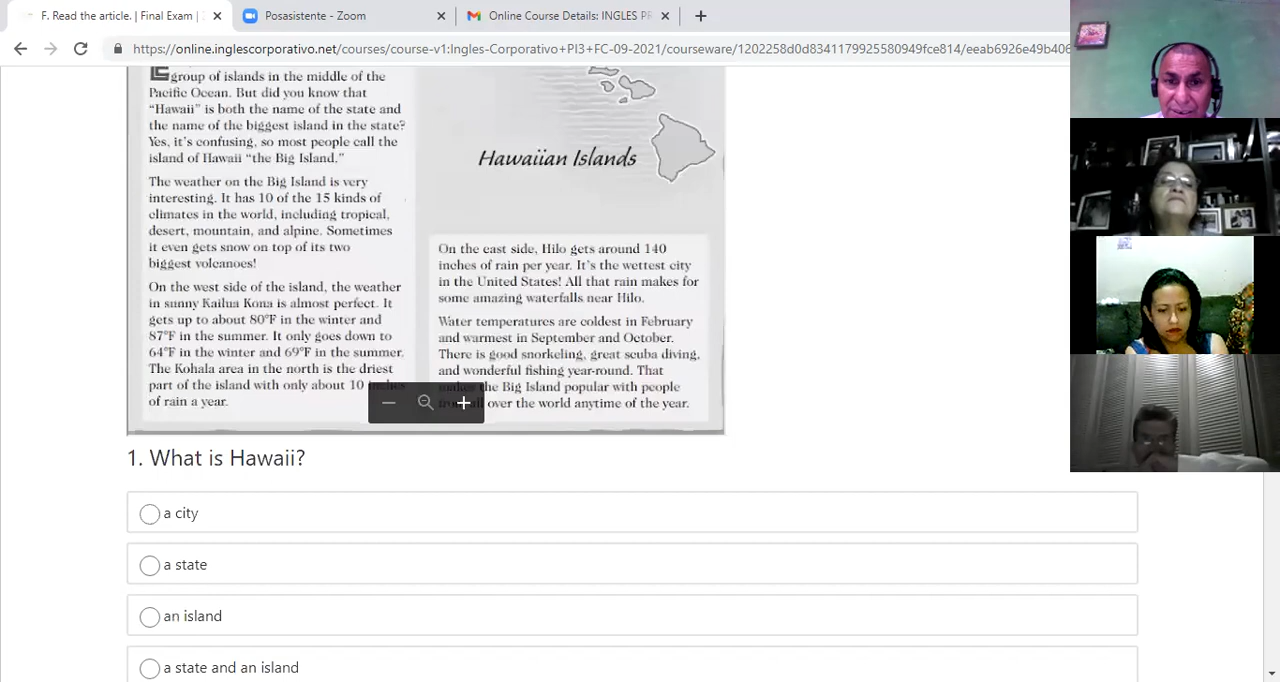 F. Read the article. | Final Exam |
Posasistente - Zoom
Online Course Details: INGLES PR
https://online.inglescorporativo.net/courses/course-v1:Ingles-Corporativo+PI3+FC-09-2021/courseware/1202258d0d8341179925580949fce814/eeab6926e49b406
group of islands in the middle of the
Pacific Ocean. But did you know that
“Hawaii” is both the name of the state and
the name of the biggest island in the state?
Yes, it’s confusing, so most people call the
island of Hawaii “the Big Island.”
The weather on the Big Island is very
interesting. It has 10 of the 15 kinds of
climates in the world, including tropical,
desert, mountain, and alpine. Sometimes
it even gets snow on top of its two
biggest volcanoes!
On the west side of the island, the weather
in sunny Kailua Kona is almost perfect. It
gets up to about 80°F in the winter and
87°F in the summer. It only goes down to
64°F in the winter and 69°F in the summer.
The Kohala area in the north is the driest
part of the island with only about 10 inches
of rain a year.
Hawaiian Islands
On the east side, Hilo gets around 140
inches of rain per year. It’s the wettest city
in the United States! All that rain makes for
some amazing waterfalls near Hilo.
Water temperatures are coldest in February
and warmest in September and October.
There is good snorkeling, great scuba diving,
and wonderful fishing year-round. That
makes the Big Island popular with people
from all over the world anytime of the year.
1. What is Hawaii?
a city
a state
an island
a state and an island